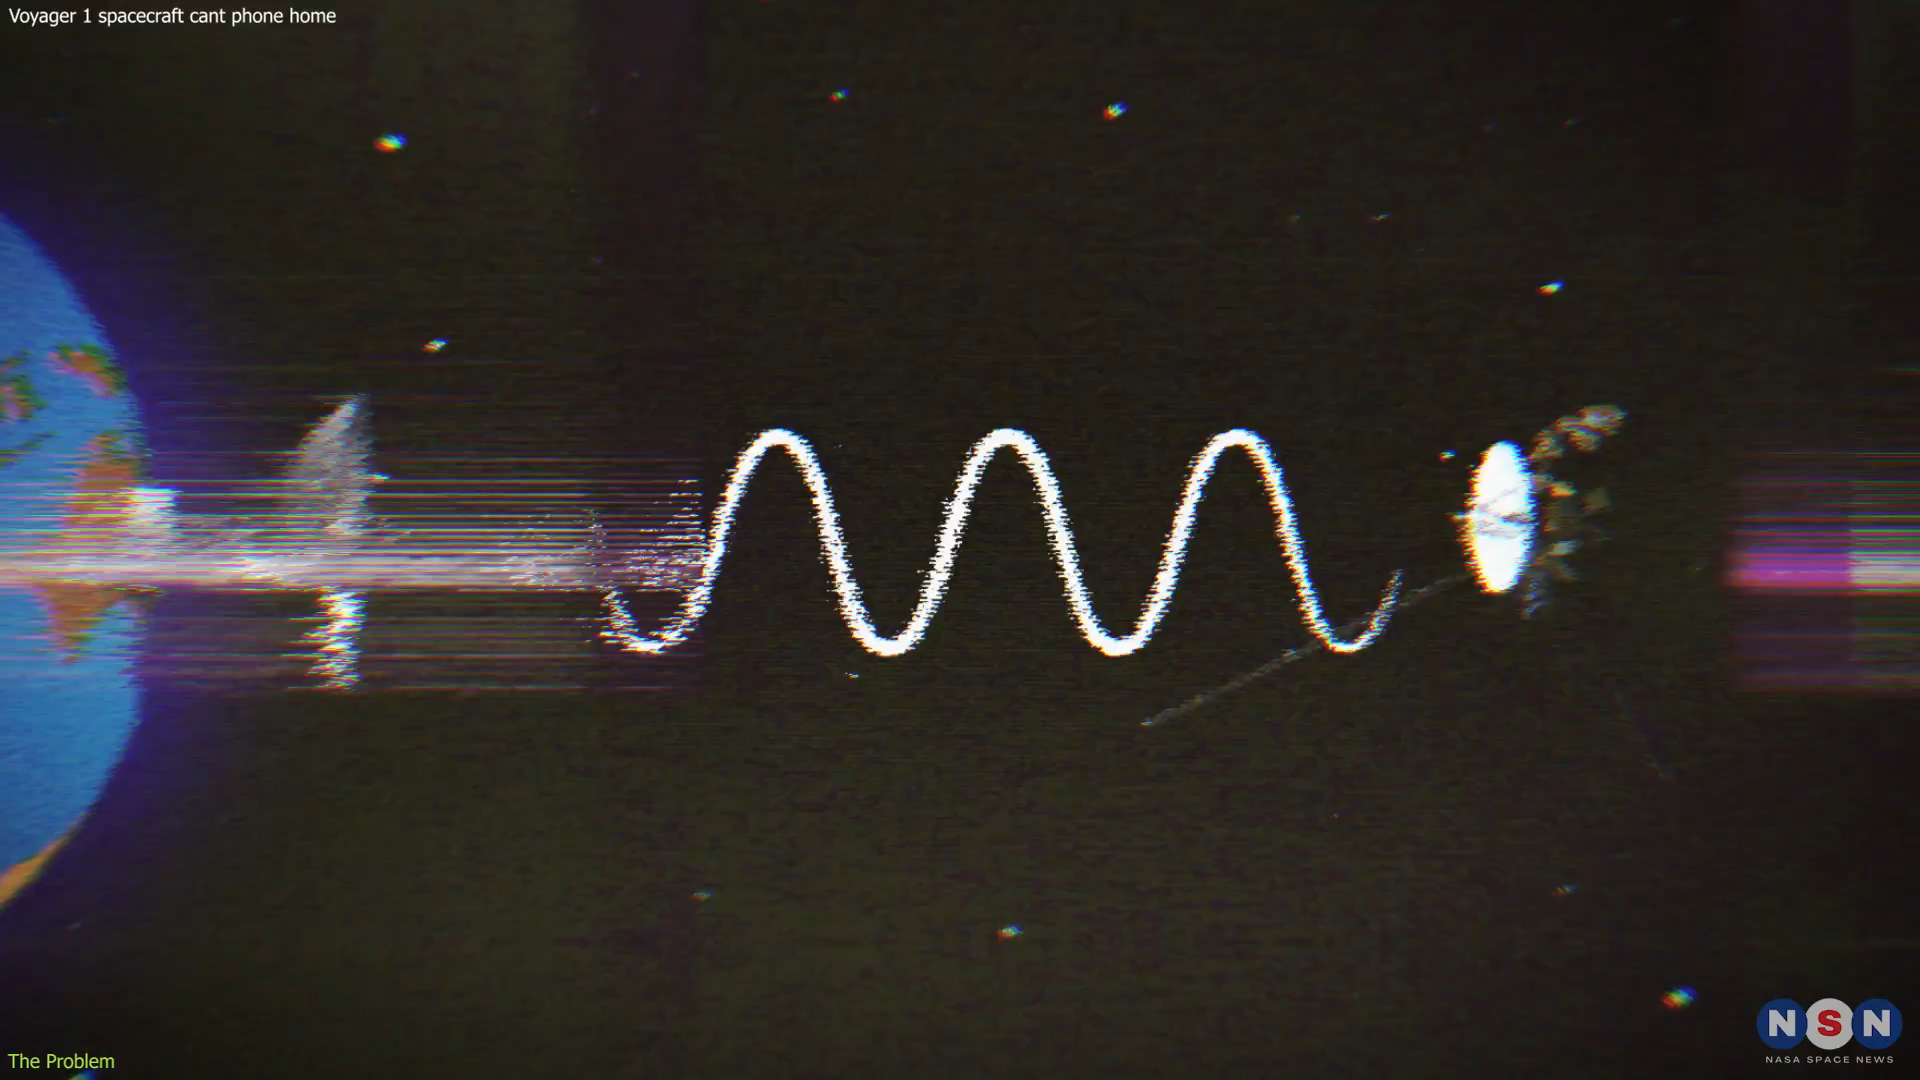 Voyager 1 spacecraft cant phone home
The Problem
NSN
NASA SPACE NEWS